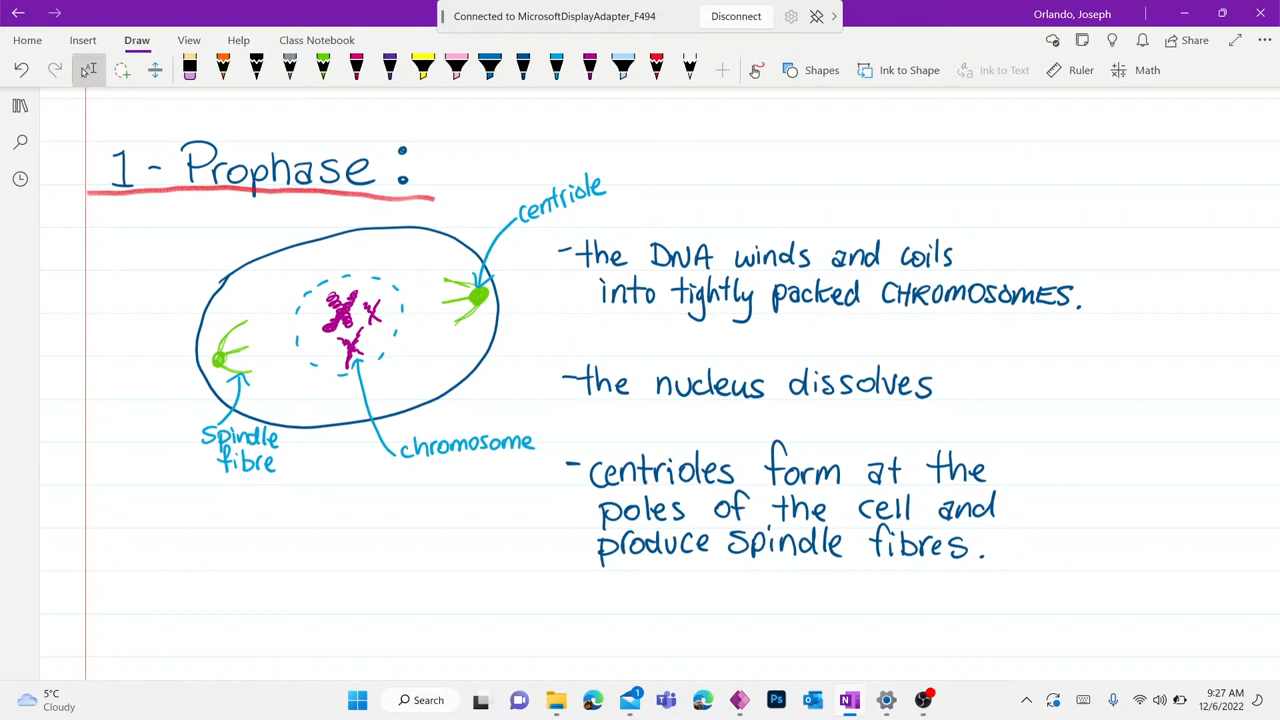 Connected to MicrosoftDisplayAdapter_F494
Disconnect
Orlando, Joseph
Home Insert Draw View Help Class Notebook
Share
Shapes
Ink to Shape
Ink to Text
Ruler
Math
1 - Prophase:
centriole
-the DNA winds and coils
into tightly packed CHROMOSOMES.
-the nucleus dissolves
spindle
fibre
chromosome
-centrioles form at the
poles of the cell and
produce spindle fibres.
5°C
Cloudy
Search
1
9:27 AM
12/6/2022